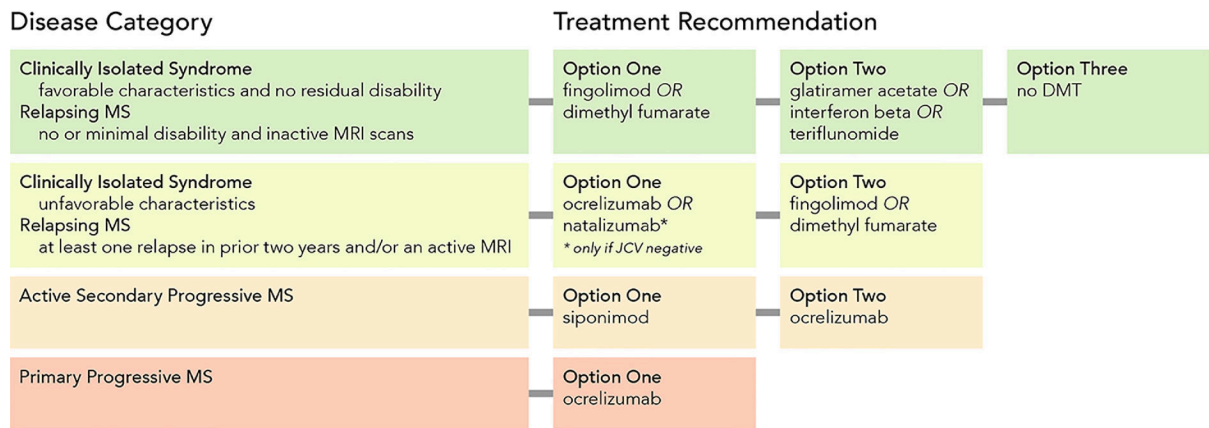 Disease Category
Treatment Recommendation
Clinically Isolated Syndrome
favorable characteristics and no residual disability
Relapsing MS
no or minimal disability and inactive MRI scans
Option One
fingolimod OR
dimethyl fumarate
Option Two
glatiramer acetate OR
interferon beta OR
teriflunomide
Option Three
no DMT
Clinically Isolated Syndrome
unfavorable characteristics
Relapsing MS
at least one relapse in prior two years and/or an active MRI
Option One
ocrelizumab OR
natalizumab*
* only if JCV negative
Option Two
fingolimod OR
dimethyl fumarate
Active Secondary Progressive MS
Option One
siponimod
Option Two
ocrelizumab
Primary Progressive MS
Option One
ocrelizumab